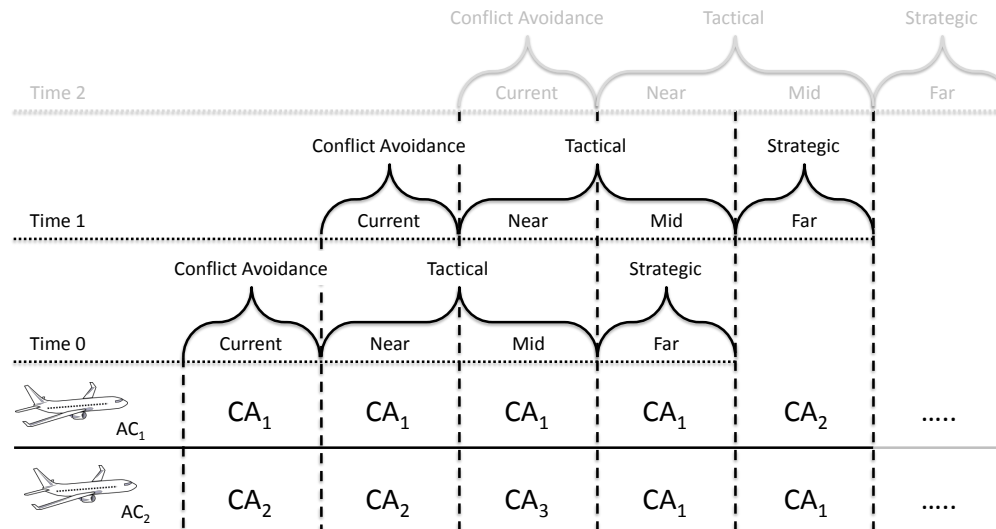 Conflict Avoidance Tactical Strategic
Time 2 Current Near Mid Far
Conflict Avoidance Tactical Strategic
Time 1 Current Near Mid Far
Conflict Avoidance Tactical Strategic
Time 0 Current Near Mid Far
AC₁ CA₁ CA₁ CA₁ CA₁ CA₂ .....
AC₂ CA₂ CA₂ CA₃ CA₁ CA₁ .....